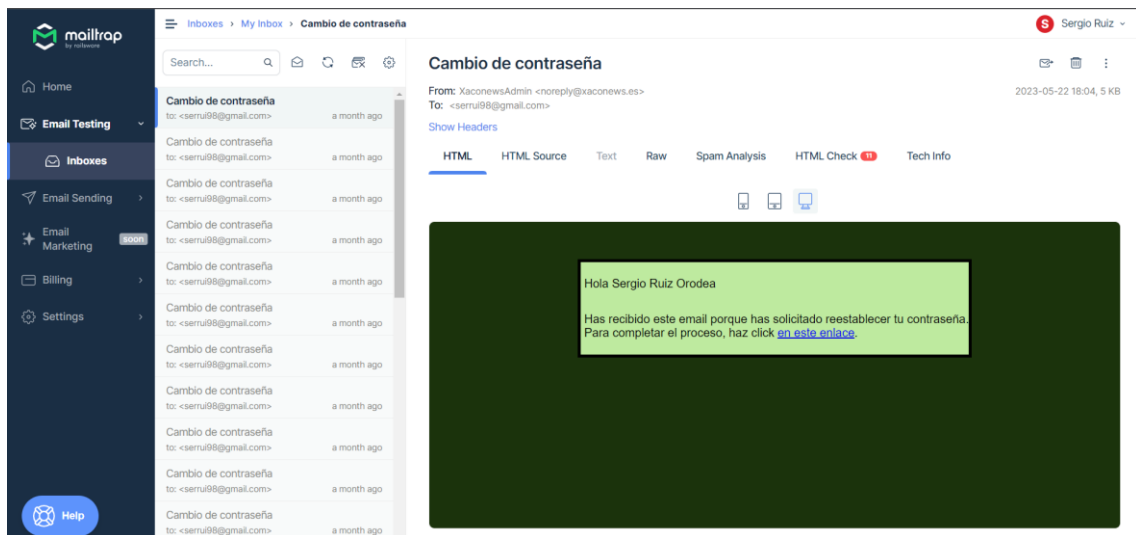 mailtrap
by railsware
Home
Email Testing
Inboxes
Email Sending
Email
Marketing
soon
Billing
Settings
Help
Inboxes › My Inbox › Cambio de contraseña
S Sergio Ruiz
Search...
Cambio de contraseña
to: <serrui98@gmail.com> a month ago
Cambio de contraseña
to: <serrui98@gmail.com> a month ago
Cambio de contraseña
to: <serrui98@gmail.com> a month ago
Cambio de contraseña
to: <serrui98@gmail.com> a month ago
Cambio de contraseña
to: <serrui98@gmail.com> a month ago
Cambio de contraseña
to: <serrui98@gmail.com> a month ago
Cambio de contraseña
to: <serrui98@gmail.com> a month ago
Cambio de contraseña
to: <serrui98@gmail.com> a month ago
Cambio de contraseña
to: <serrui98@gmail.com> a month ago
Cambio de contraseña
to: <serrui98@gmail.com> a month ago
Cambio de contraseña
to: <serrui98@gmail.com> a month ago
Cambio de contraseña
From: XaconewsAdmin <noreply@xaconews.es>
2023-05-22 18:04, 5 KB
To: <serrui98@gmail.com>
Show Headers
HTML HTML Source Text Raw Spam Analysis HTML Check 11 Tech Info
Hola Sergio Ruiz Orodea
Has recibido este email porque has solicitado reestablecer tu contraseña.
Para completar el proceso, haz click en este enlace.